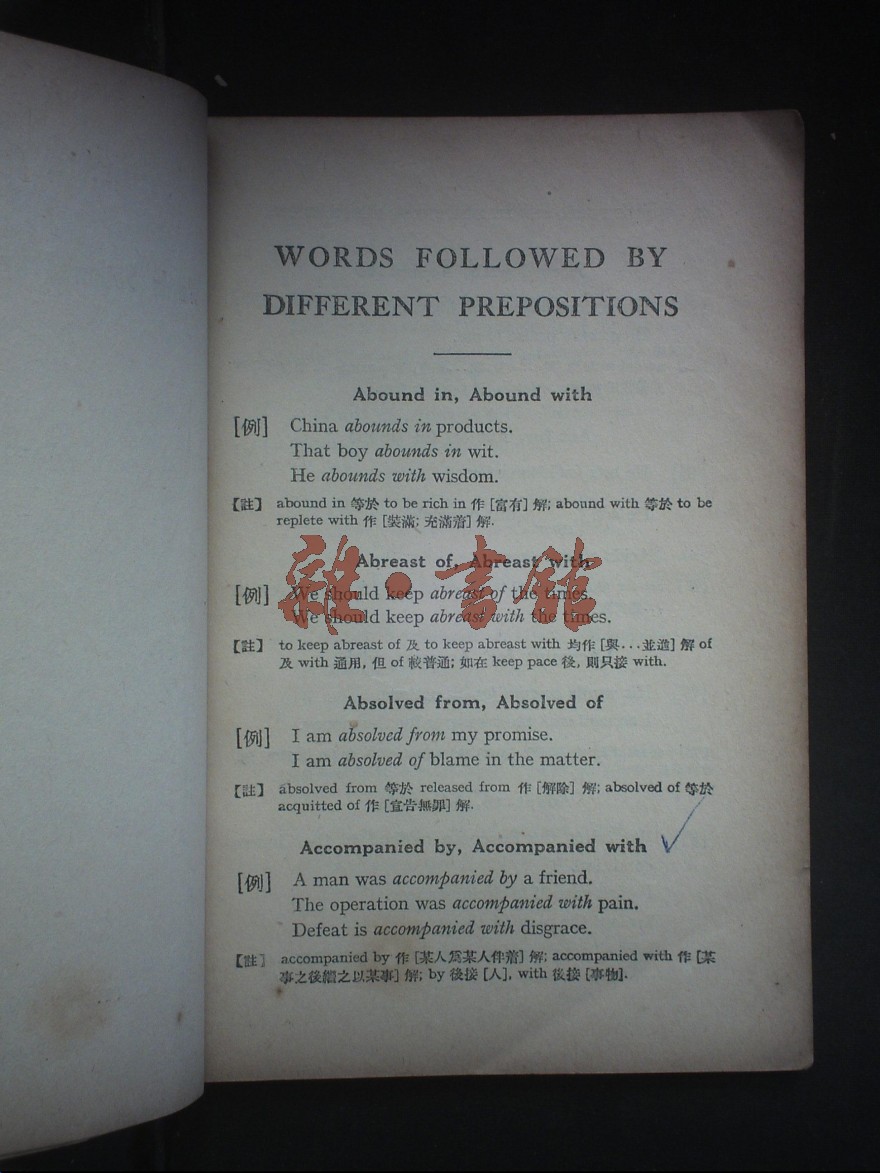 WORDS FOLLOWED BY
DIFFERENT PREPOSITIONS
Abound in, Abound with
[例] China abounds in products.
That boy abounds in wit.
He abounds with wisdom.
【註】 abound in 等於 to be rich in 作 [富有] 解; abound with 等於 to be
replete with 作 [裝滿; 充滿着] 解.
Abreast of, Abreast with
[例] We should keep abreast of the times.
We should keep abreast with the times.
【註】 to keep abreast of 及 to keep abreast with 均作 [與...並進] 解 of
及 with 通用, 但 of 較普通; 如在 keep pace 後, 則只接 with.
雜·書館
Absolved from, Absolved of
[例] I am absolved from my promise.
I am absolved of blame in the matter.
【註】 absolved from 等於 released from 作 [解除] 解; absolved of 等於
acquitted of 作 [宣告無罪] 解.
Accompanied by, Accompanied with
[例] A man was accompanied by a friend.
The operation was accompanied with pain.
Defeat is accompanied with disgrace.
【註】 accompanied by 作 [某人爲某人伴着] 解; accompanied with 作 [某
事之後繼之以某事] 解; by 後接 [人], with 後接 [事物].